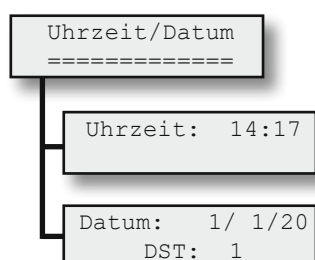 Uhrzeit/Datum
=============
Uhrzeit: 14:17
Datum: 1/ 1/20
DST: 1